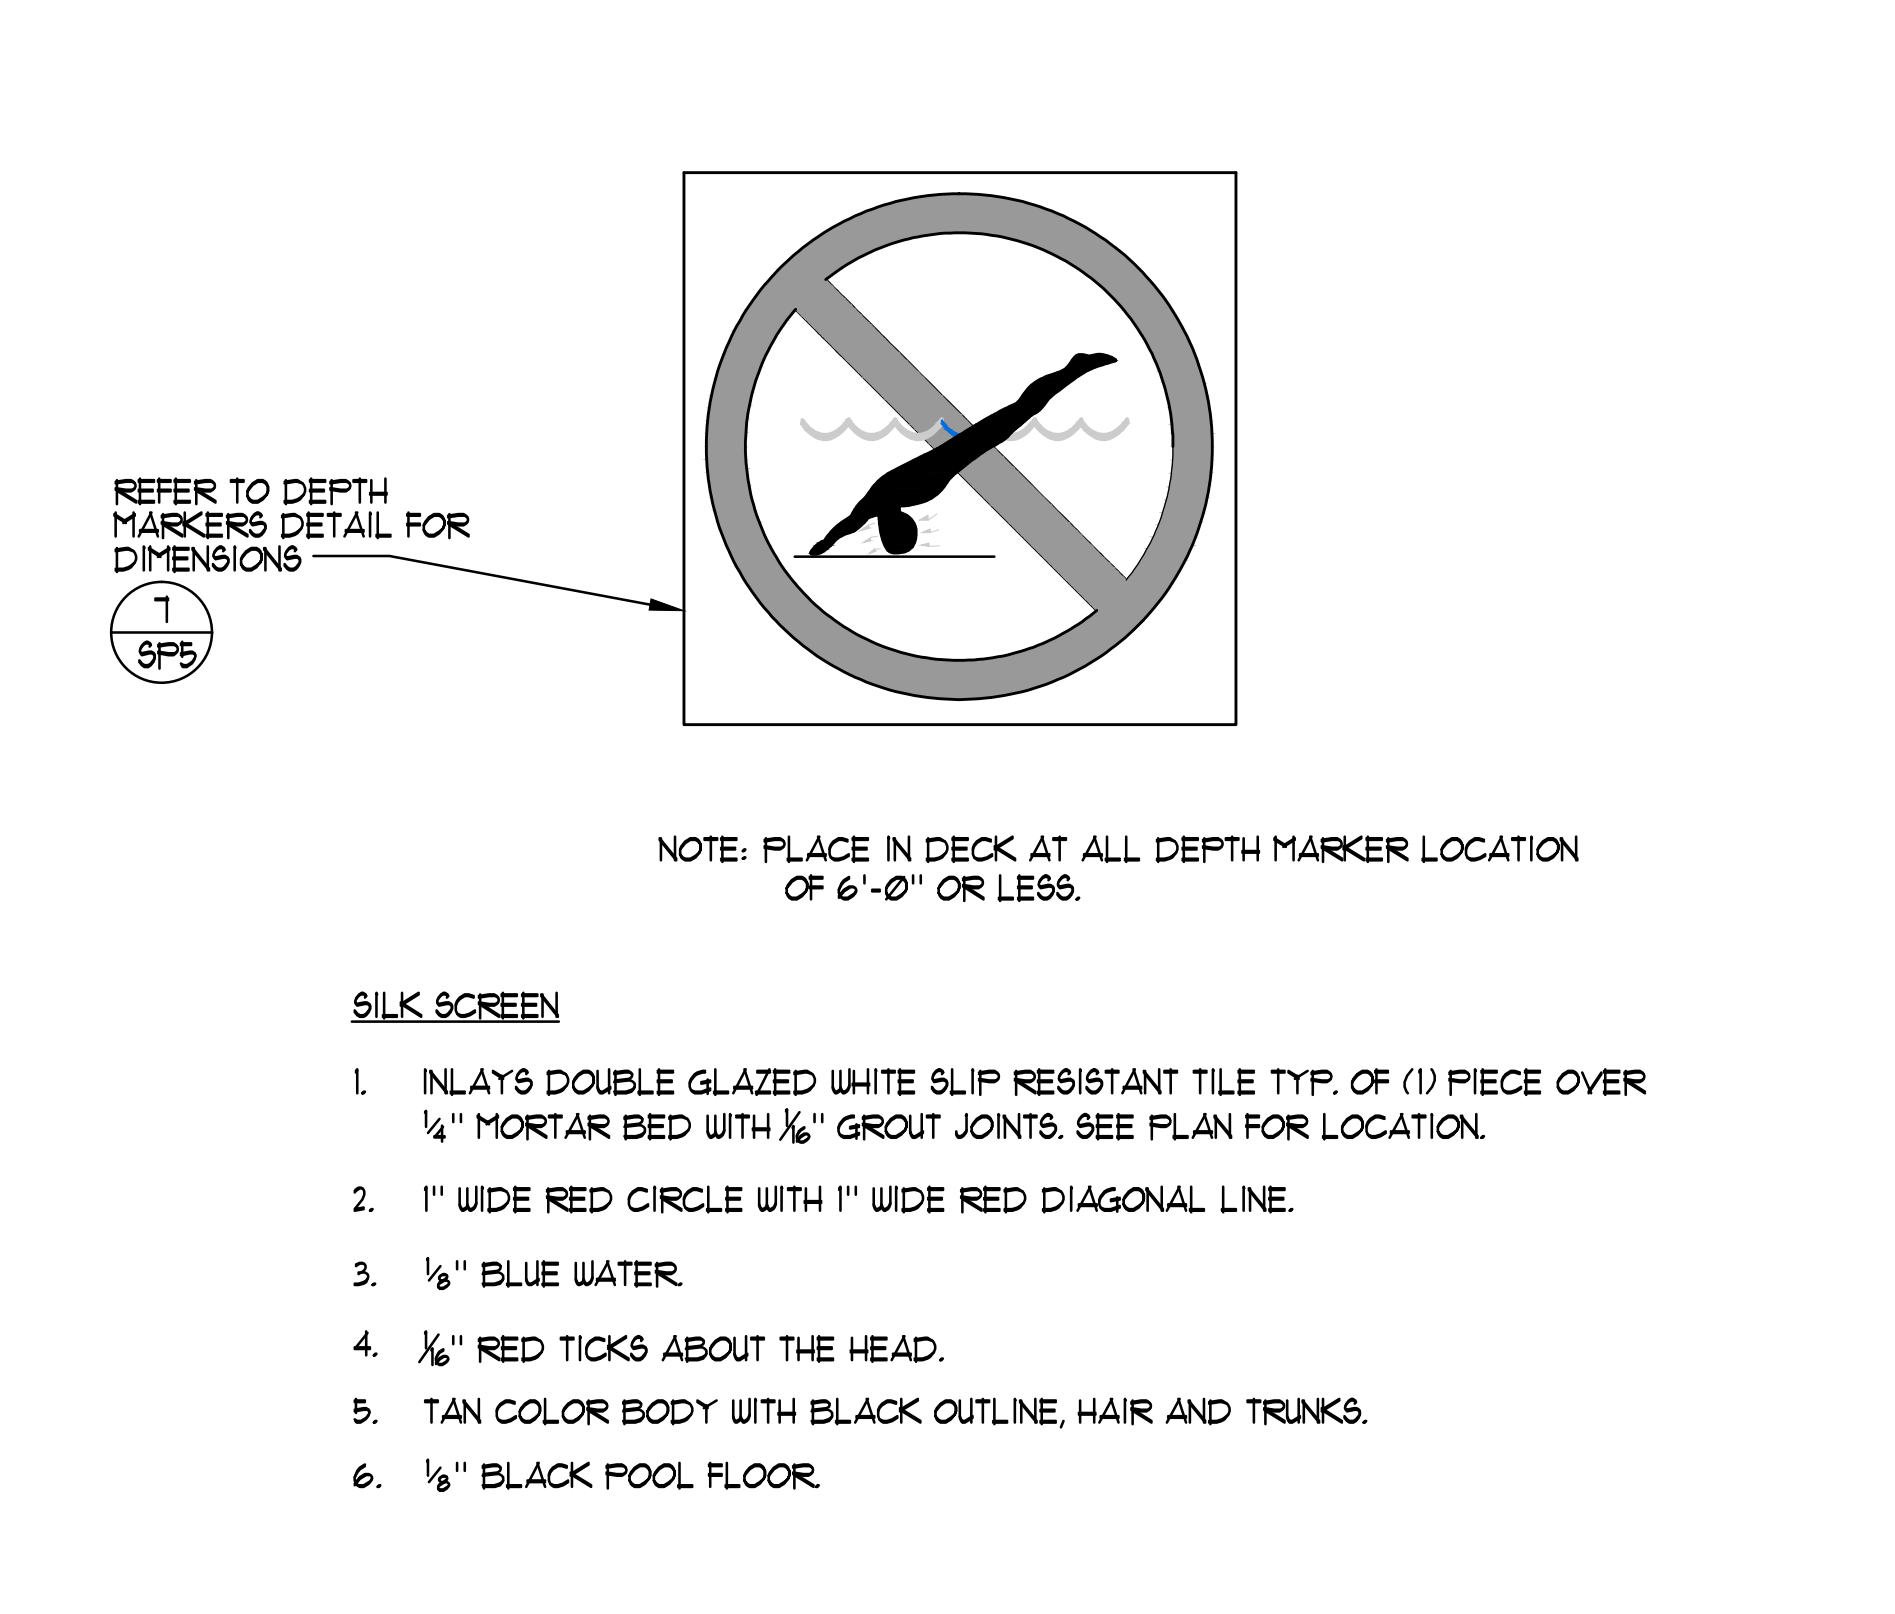 REFER TO DEPTH
MARKERS DETAIL FOR
DIMENSIONS
7
SP5
NOTE: PLACE IN DECK AT ALL DEPTH MARKER LOCATION
OF 6'-0" OR LESS.
SILK SCREEN
1. INLAYS DOUBLE GLAZED WHITE SLIP RESISTANT TILE TYP. OF (1) PIECE OVER
1/4" MORTAR BED WITH 1/16" GROUT JOINTS. SEE PLAN FOR LOCATION.
2. 1" WIDE RED CIRCLE WITH 1" WIDE RED DIAGONAL LINE.
3. 1/8" BLUE WATER.
4. 1/16" RED TICKS ABOUT THE HEAD.
5. TAN COLOR BODY WITH BLACK OUTLINE, HAIR AND TRUNKS.
6. 1/8" BLACK POOL FLOOR.